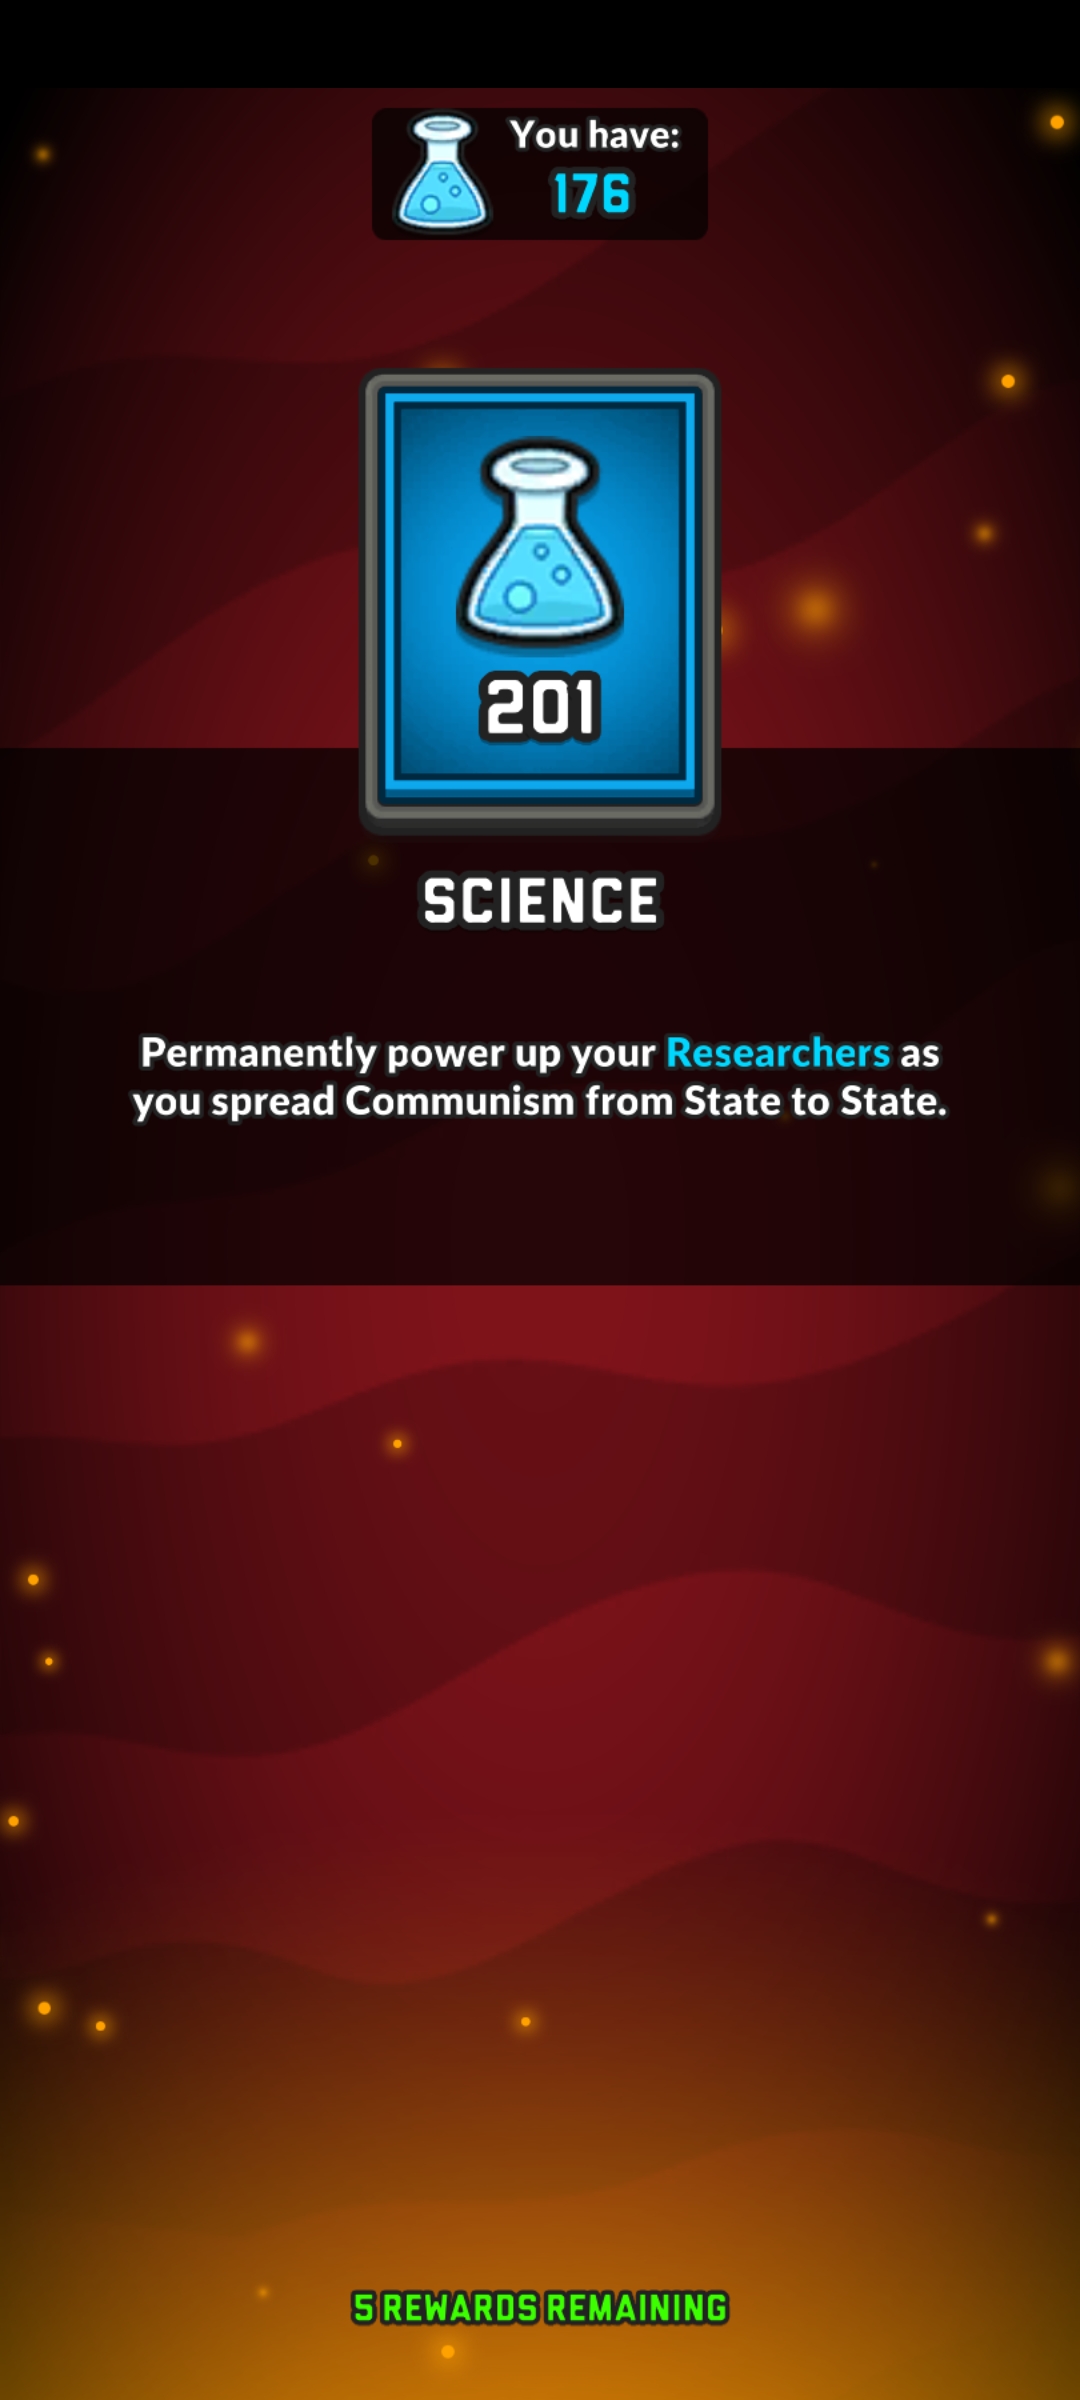 You have:
176
201
SCIENCE
Permanently power up your Researchers as
you spread Communism from State to State.
5 REWARDS REMAINING